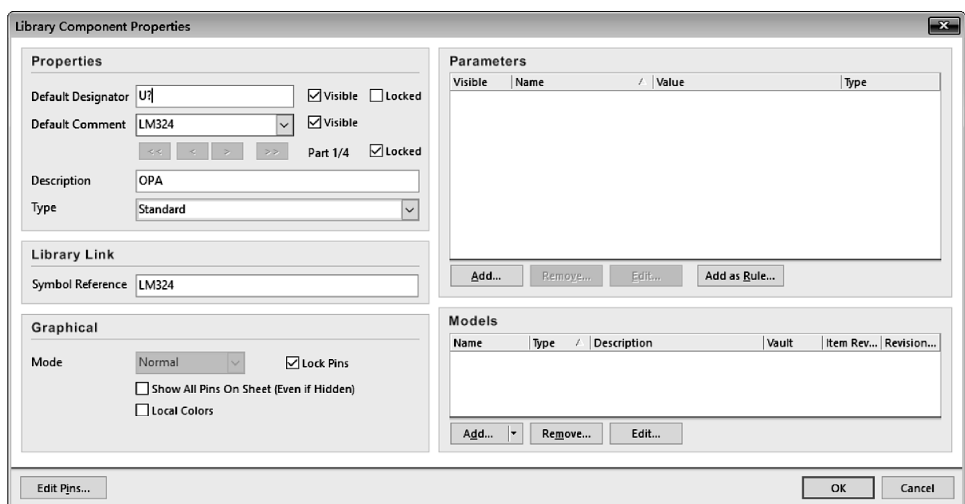 Library Component Properties
Properties
Default Designator U? Visible Locked
Default Comment LM324 Visible
<< < > >> Part 1/4 Locked
Description OPA
Type Standard
Library Link
Symbol Reference LM324
Graphical
Mode Normal Lock Pins
Show All Pins On Sheet (Even if Hidden)
Local Colors
Parameters
Visible Name Value Type
Add... Remove... Edit... Add as Rule...
Models
Name Type Description Vault Item Rev... Revision...
Add... Remove... Edit...
Edit Pins... OK Cancel